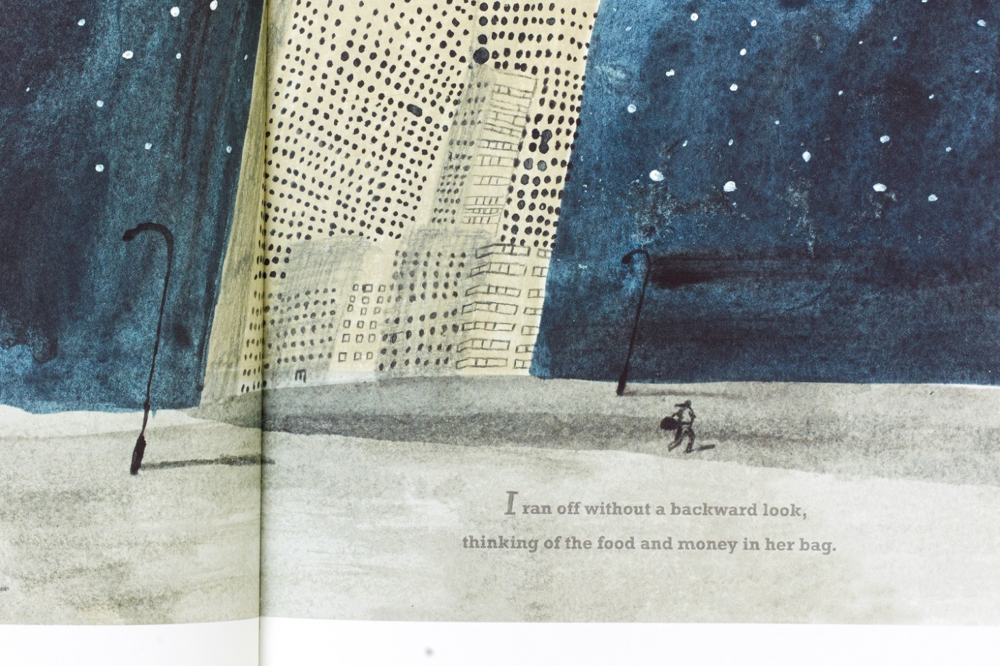 I ran off without a backward look,
thinking of the food and money in her bag.